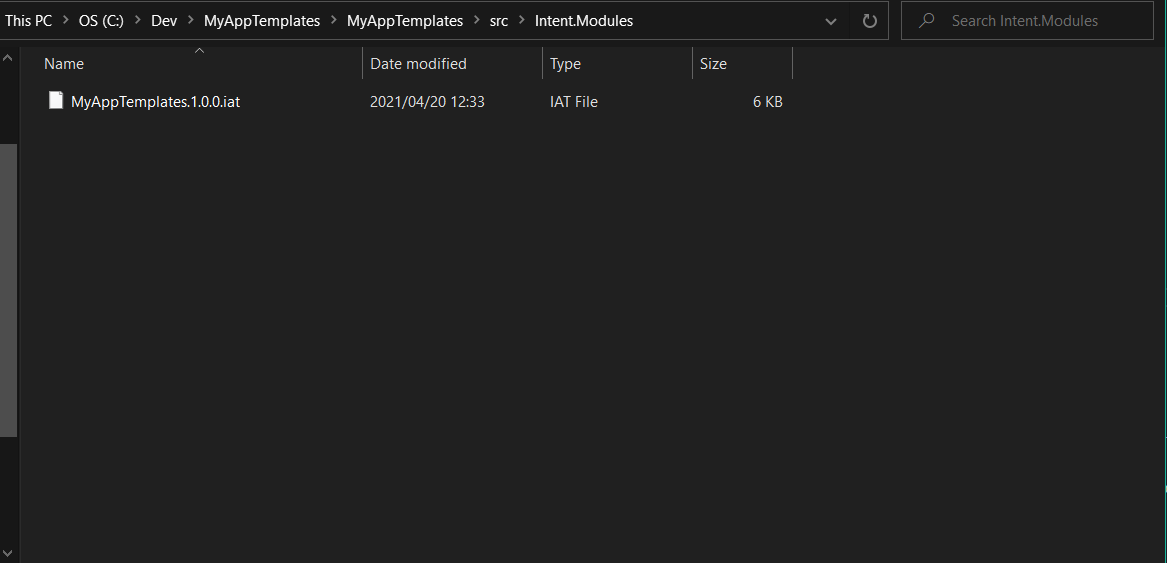 This PC > OS (C:) > Dev > MyAppTemplates > MyAppTemplates > src > Intent.Modules
Search Intent.Modules
Name Date modified Type Size
MyAppTemplates.1.0.0.iat 2021/04/20 12:33 IAT File 6 KB